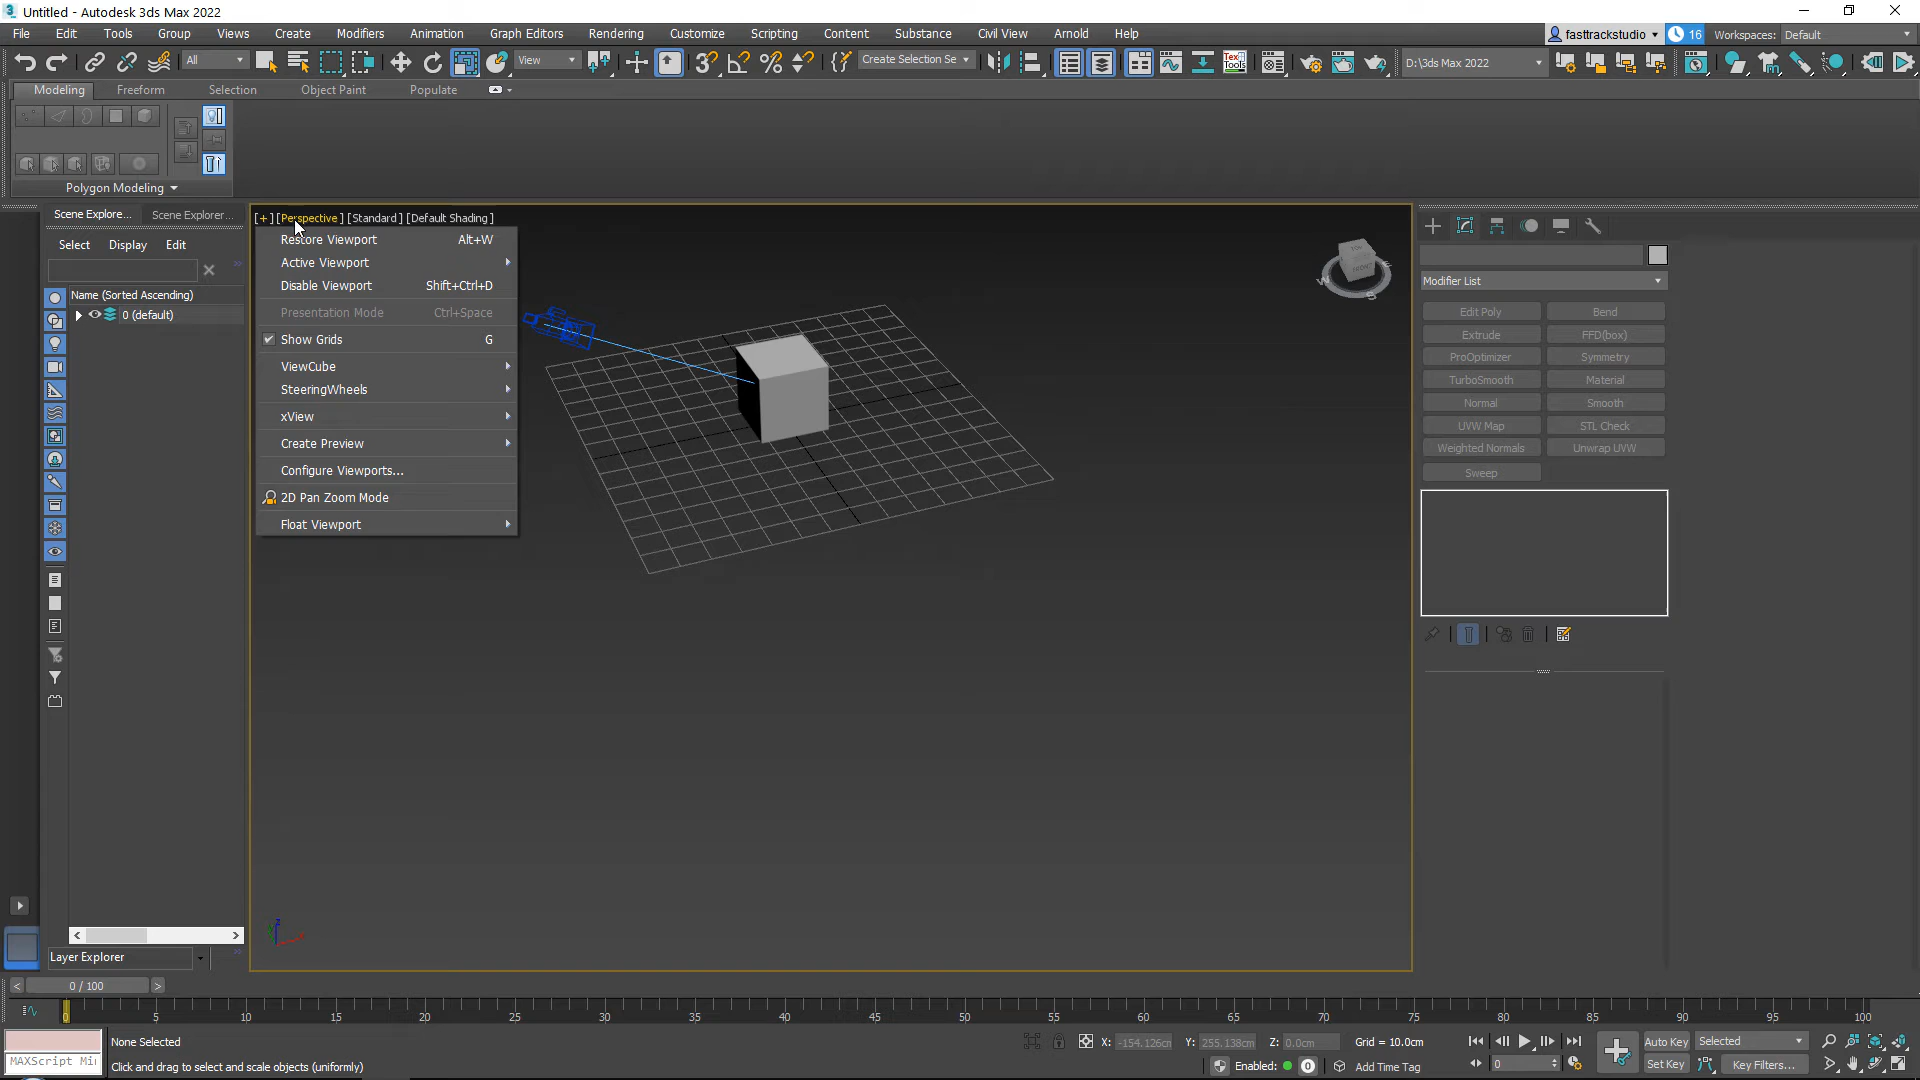 Untitled - Autodesk 3ds Max 2022
File Edit Tools Group Views Create Modifiers Animation Graph Editors Rendering Customize Scripting Content Substance Civil View Arnold Help fasttrackstudio 16 Workspaces: Default
All View Create Selection Se D:\3ds Max 2022
Modeling Freeform Selection Object Paint Populate
Polygon Modeling
Scene Explore... Scene Explorer...
Select Display Edit
Name (Sorted Ascending)
0 (default)
Layer Explorer
[+] [Perspective] [Standard] [Default Shading]
Restore Viewport Alt+W
Active Viewport
Disable Viewport Shift+Ctrl+D
Presentation Mode Ctrl+Space
Show Grids G
ViewCube
SteeringWheels
xView
Create Preview
Configure Viewports...
2D Pan Zoom Mode
Float Viewport
TOP
FRONT
W S E
z
Modifier List
Edit Poly Bend
Extrude FFD(box)
ProOptimizer Symmetry
TurboSmooth Material
Normal Smooth
UVW Map STL Check
Weighted Normals Unwrap UVW
Sweep
< 0 / 100 >
0 5 10 15 20 25 30 35 40 45 50 55 60 65 70 75 80 85 90 95 100
None Selected X: -154.126cm Y: 255.138cm Z: 0.0cm Grid = 10.0cm Auto Key Selected
MAXScript Mi Click and drag to select and scale objects (uniformly) Enabled: 0 Add Time Tag 0 Set Key Key Filters...